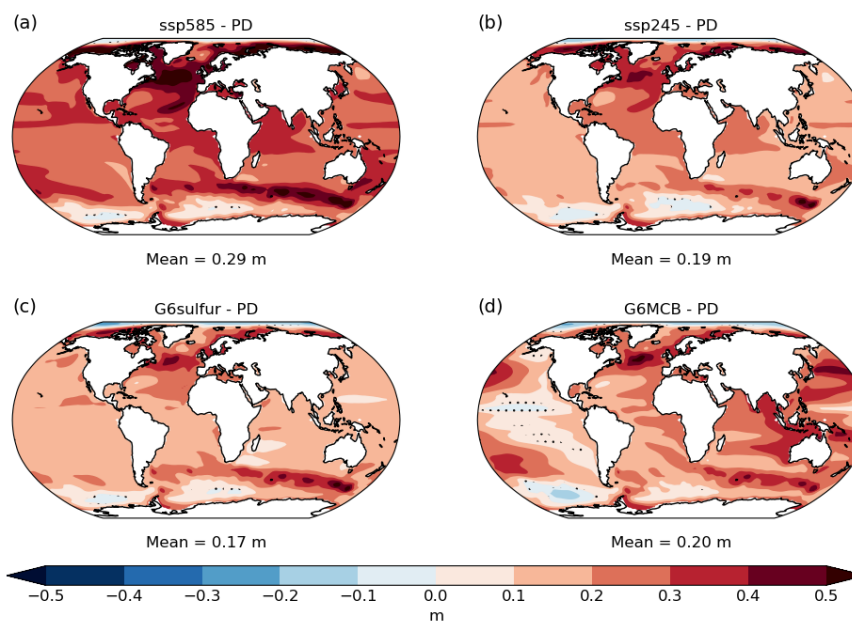 (a) ssp585 - PD
(b) ssp245 - PD
Mean = 0.29 m
Mean = 0.19 m
(c) G6sulfur - PD
(d) G6MCB - PD
Mean = 0.17 m
Mean = 0.20 m
−0.5 −0.4 −0.3 −0.2 −0.1 0.0 0.1 0.2 0.3 0.4 0.5
m